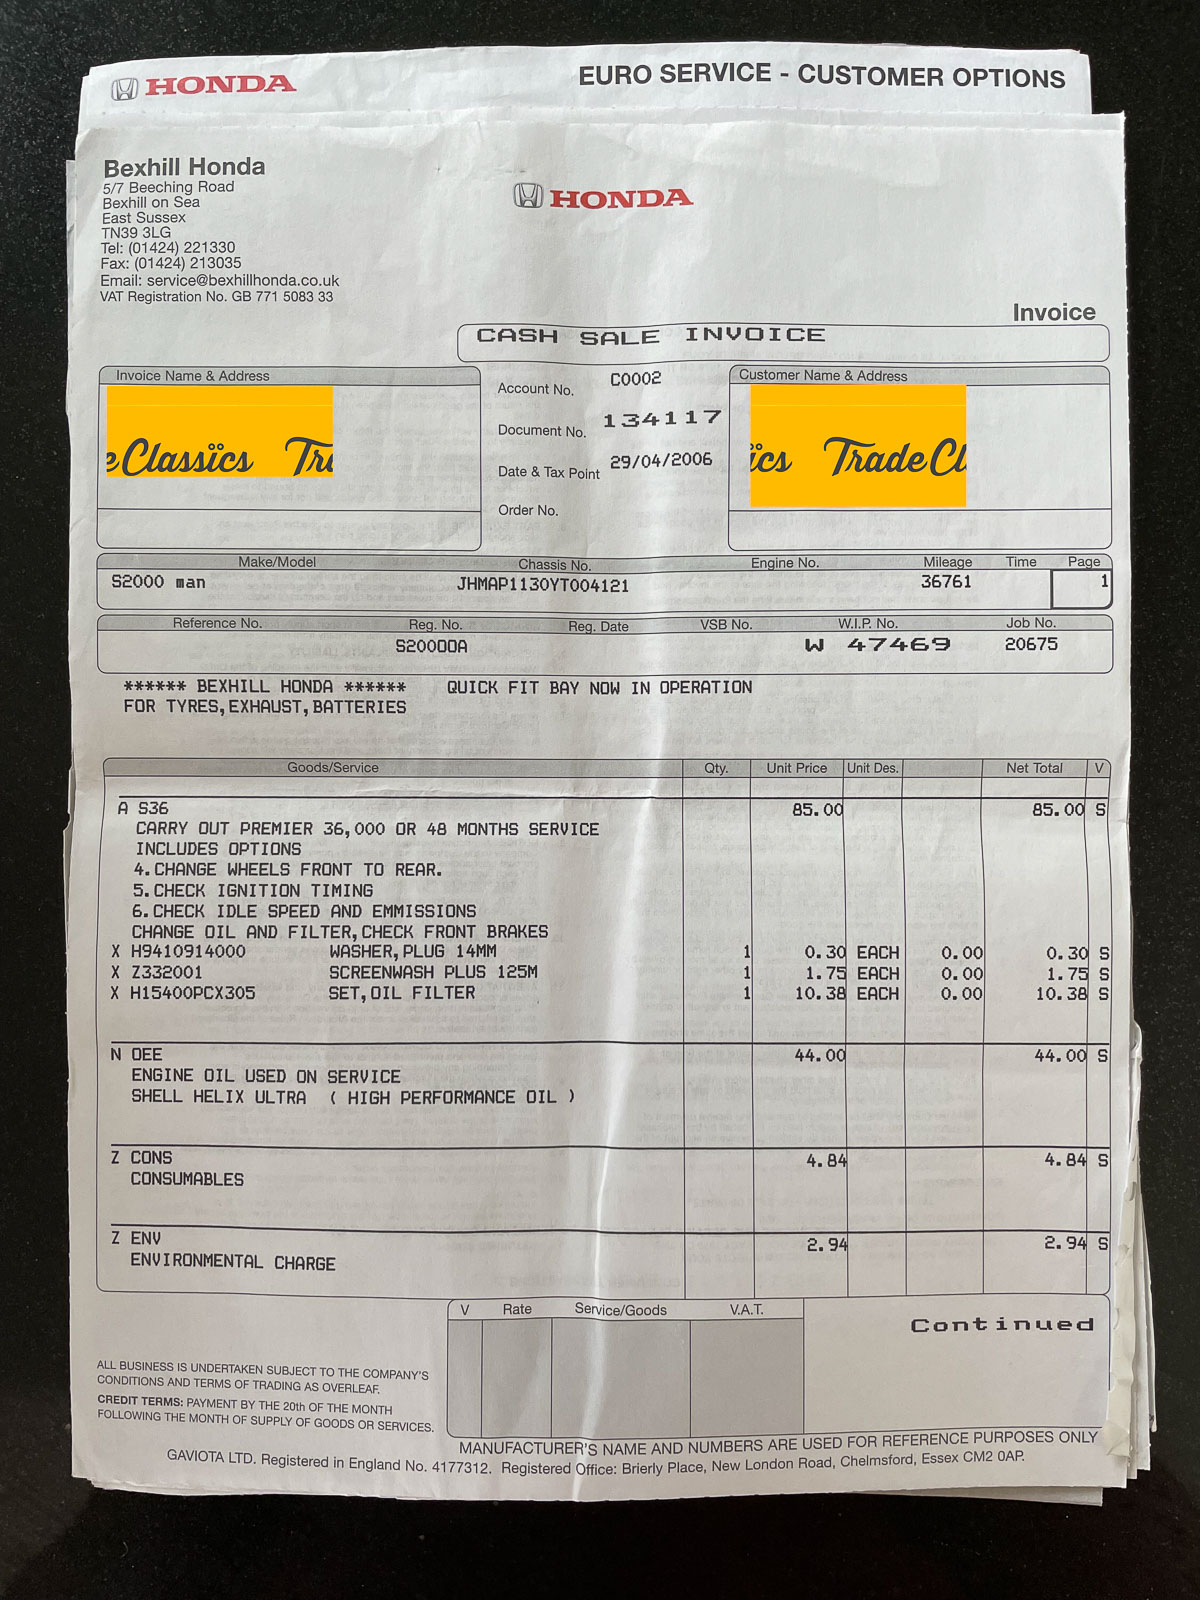 HONDA
EURO SERVICE - CUSTOMER OPTIONS
Bexhill Honda
5/7 Beeching Road
Bexhill on Sea
East Sussex
TN39 3LG
Tel: (01424) 221330
Fax: (01424) 213035
Email: service@bexhillhonda.co.uk
VAT Registration No. GB 771 5083 33
HONDA
Invoice
CASH SALE INVOICE
Invoice Name & Address
e Classïcs Tra
Account No. C0002
Document No. 134117
Date & Tax Point 29/04/2006
Order No.
Customer Name & Address
ïcs Trade Cl
Make/Model Chassis No. Engine No. Mileage Time Page
S2000 man JHMAP1130YT004121 36761 1
Reference No. Reg. No. Reg. Date VSB No. W.I.P. No. Job No.
S20000A W 47469 20675
****** BEXHILL HONDA ****** QUICK FIT BAY NOW IN OPERATION
FOR TYRES,EXHAUST,BATTERIES
Goods/Service Qty. Unit Price Unit Des. Net Total V
A S36 85.00 85.00 S
CARRY OUT PREMIER 36,000 OR 48 MONTHS SERVICE
INCLUDES OPTIONS
4.CHANGE WHEELS FRONT TO REAR.
5.CHECK IGNITION TIMING
6.CHECK IDLE SPEED AND EMMISSIONS
CHANGE OIL AND FILTER,CHECK FRONT BRAKES
X H9410914000 WASHER,PLUG 14MM 1 0.30 EACH 0.00 0.30 S
X Z332001 SCREENWASH PLUS 125M 1 1.75 EACH 0.00 1.75 S
X H15400PCX305 SET,OIL FILTER 1 10.38 EACH 0.00 10.38 S
N OEE 44.00 44.00 S
ENGINE OIL USED ON SERVICE
SHELL HELIX ULTRA ( HIGH PERFORMANCE OIL )
Z CONS 4.84 4.84 S
CONSUMABLES
Z ENV 2.94 2.94 S
ENVIRONMENTAL CHARGE
V Rate Service/Goods V.A.T.
Continued
ALL BUSINESS IS UNDERTAKEN SUBJECT TO THE COMPANY'S
CONDITIONS AND TERMS OF TRADING AS OVERLEAF.
CREDIT TERMS: PAYMENT BY THE 20th OF THE MONTH
FOLLOWING THE MONTH OF SUPPLY OF GOODS OR SERVICES.
MANUFACTURER'S NAME AND NUMBERS ARE USED FOR REFERENCE PURPOSES ONLY
GAVIOTA LTD. Registered in England No. 4177312. Registered Office: Brierly Place, New London Road, Chelmsford, Essex CM2 0AP.